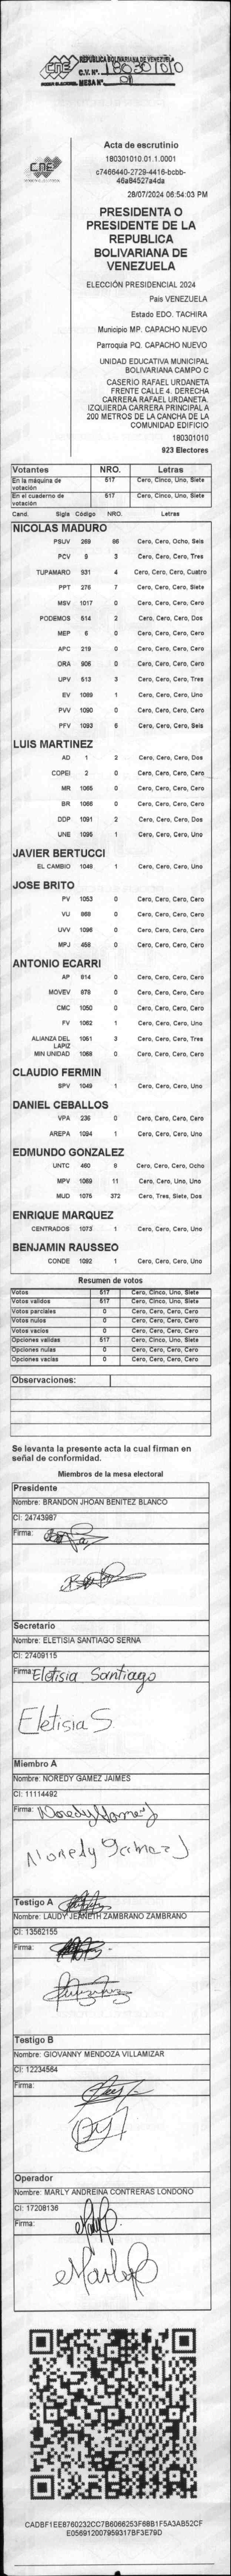 REPÚBLICA BOLIVARIANA DE VENEZUELA
CNE
C.V. Nº. 180301010
PODER ELECTORAL MESA Nº. 01
Acta de escrutinio
CNE
180301010.01.1.0001
c7466440-2729-4416-bcbb-
46a84527a4da
28/07/2024 06:54:03 PM
PRESIDENTA O
PRESIDENTE DE LA
REPUBLICA
BOLIVARIANA DE
VENEZUELA
ELECCIÓN PRESIDENCIAL 2024
País VENEZUELA
Estado EDO. TACHIRA
Municipio MP. CAPACHO NUEVO
Parroquia PQ. CAPACHO NUEVO
UNIDAD EDUCATIVA MUNICIPAL
BOLIVARIANA CAMPO C
CASERIO RAFAEL URDANETA
FRENTE CALLE 4. DERECHA
CARRERA RAFAEL URDANETA.
IZQUIERDA CARRERA PRINCIPAL A
200 METROS DE LA CANCHA DE LA
COMUNIDAD EDIFICIO
180301010
923 Electores
Votantes NRO. Letras
En la máquina de votación 517 Cero, Cinco, Uno, Siete
En el cuaderno de votación 517 Cero, Cinco, Uno, Siete
Cand. Sigla Código NRO. Letras
NICOLAS MADURO
PSUV 269 86 Cero, Cero, Ocho, Seis
PCV 9 3 Cero, Cero, Cero, Tres
TUPAMARO 931 4 Cero, Cero, Cero, Cuatro
PPT 276 7 Cero, Cero, Cero, Siete
MSV 1017 0 Cero, Cero, Cero, Cero
PODEMOS 514 2 Cero, Cero, Cero, Dos
MEP 6 0 Cero, Cero, Cero, Cero
APC 219 0 Cero, Cero, Cero, Cero
ORA 906 0 Cero, Cero, Cero, Cero
UPV 513 3 Cero, Cero, Cero, Tres
EV 1089 1 Cero, Cero, Cero, Uno
PVV 1090 0 Cero, Cero, Cero, Cero
PFV 1093 6 Cero, Cero, Cero, Seis
LUIS MARTINEZ
AD 1 2 Cero, Cero, Cero, Dos
COPEI 2 0 Cero, Cero, Cero, Cero
MR 1065 0 Cero, Cero, Cero, Cero
BR 1066 0 Cero, Cero, Cero, Cero
DDP 1091 2 Cero, Cero, Cero, Dos
UNE 1095 1 Cero, Cero, Cero, Uno
JAVIER BERTUCCI
EL CAMBIO 1048 1 Cero, Cero, Cero, Uno
JOSE BRITO
PV 1053 0 Cero, Cero, Cero, Cero
VU 968 0 Cero, Cero, Cero, Cero
UVV 1096 0 Cero, Cero, Cero, Cero
MPJ 458 0 Cero, Cero, Cero, Cero
ANTONIO ECARRI
AP 814 0 Cero, Cero, Cero, Cero
MOVEV 879 0 Cero, Cero, Cero, Cero
CMC 1050 0 Cero, Cero, Cero, Cero
FV 1062 1 Cero, Cero, Cero, Uno
ALIANZA DEL LAPIZ 1051 3 Cero, Cero, Cero, Tres
MIN UNIDAD 1068 0 Cero, Cero, Cero, Cero
CLAUDIO FERMIN
SPV 1049 1 Cero, Cero, Cero, Uno
DANIEL CEBALLOS
VPA 236 0 Cero, Cero, Cero, Cero
AREPA 1094 1 Cero, Cero, Cero, Uno
EDMUNDO GONZALEZ
UNTC 460 8 Cero, Cero, Cero, Ocho
MPV 1069 11 Cero, Cero, Uno, Uno
MUD 1075 372 Cero, Tres, Siete, Dos
ENRIQUE MARQUEZ
CENTRADOS 1073 1 Cero, Cero, Cero, Uno
BENJAMIN RAUSSEO
CONDE 1092 1 Cero, Cero, Cero, Uno
Resumen de votos
Votos 517 Cero, Cinco, Uno, Siete
Votos validos 517 Cero, Cinco, Uno, Siete
Votos parciales 0 Cero, Cero, Cero, Cero
Votos nulos 0 Cero, Cero, Cero, Cero
Votos vacíos 0 Cero, Cero, Cero, Cero
Opciones validas 517 Cero, Cinco, Uno, Siete
Opciones nulas 0 Cero, Cero, Cero, Cero
Opciones vacías 0 Cero, Cero, Cero, Cero
Observaciones:
Se levanta la presente acta la cual firman en
señal de conformidad.
Miembros de la mesa electoral
Presidente
Nombre: BRANDON JHOAN BENITEZ BLANCO
CI: 24743987
Firma:
Secretario
Nombre: ELETISIA SANTIAGO SERNA
CI: 27409115
Firma: Eletisia Santiago
Eletisia S.
Miembro A
Nombre: NOREDY GAMEZ JAIMES
CI: 11114492
Firma: Noredy Gamez J
Noredy Gamez J
Testigo A
Nombre: LAUDY JEANETH ZAMBRANO ZAMBRANO
CI: 13562155
Firma:
Testigo B
Nombre: GIOVANNY MENDOZA VILLAMIZAR
CI: 12234564
Firma:
Operador
Nombre: MARLY ANDREINA CONTRERAS LONDONO
CI: 17208136
Firma:
CADBF1EE8760232CC7B6066253F6BB1F5A3AB52CF
E056912007959317BF3E79D